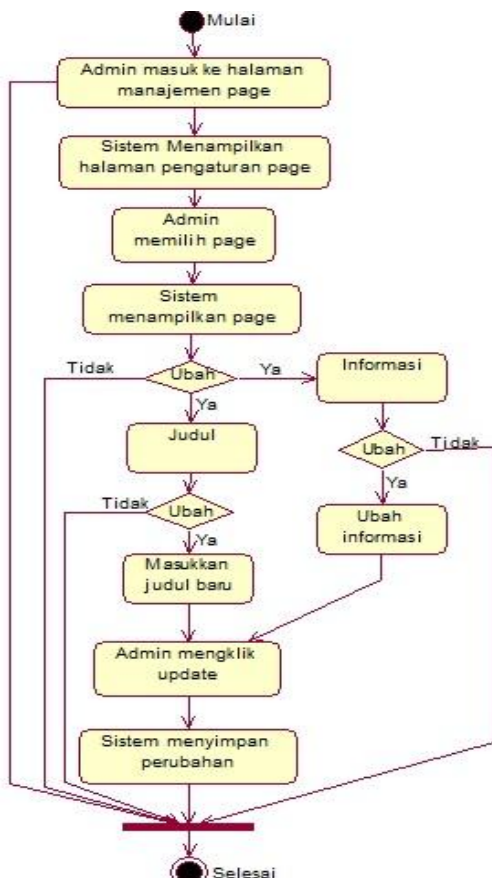 Mulai
Admin masuk ke halaman
manajemen page
Sistem Menampilkan
halaman pengaturan page
Admin
memilih page
Sistem
menampilkan page
Tidak
Ubah
Ya
Informasi
Ya
Judul
Ubah
Tidak
Ya
Tidak
Ubah
Ya
Ubah
informasi
Masukkan
judul baru
Admin mengklik
update
Sistem menyimpan
perubahan
Selesai